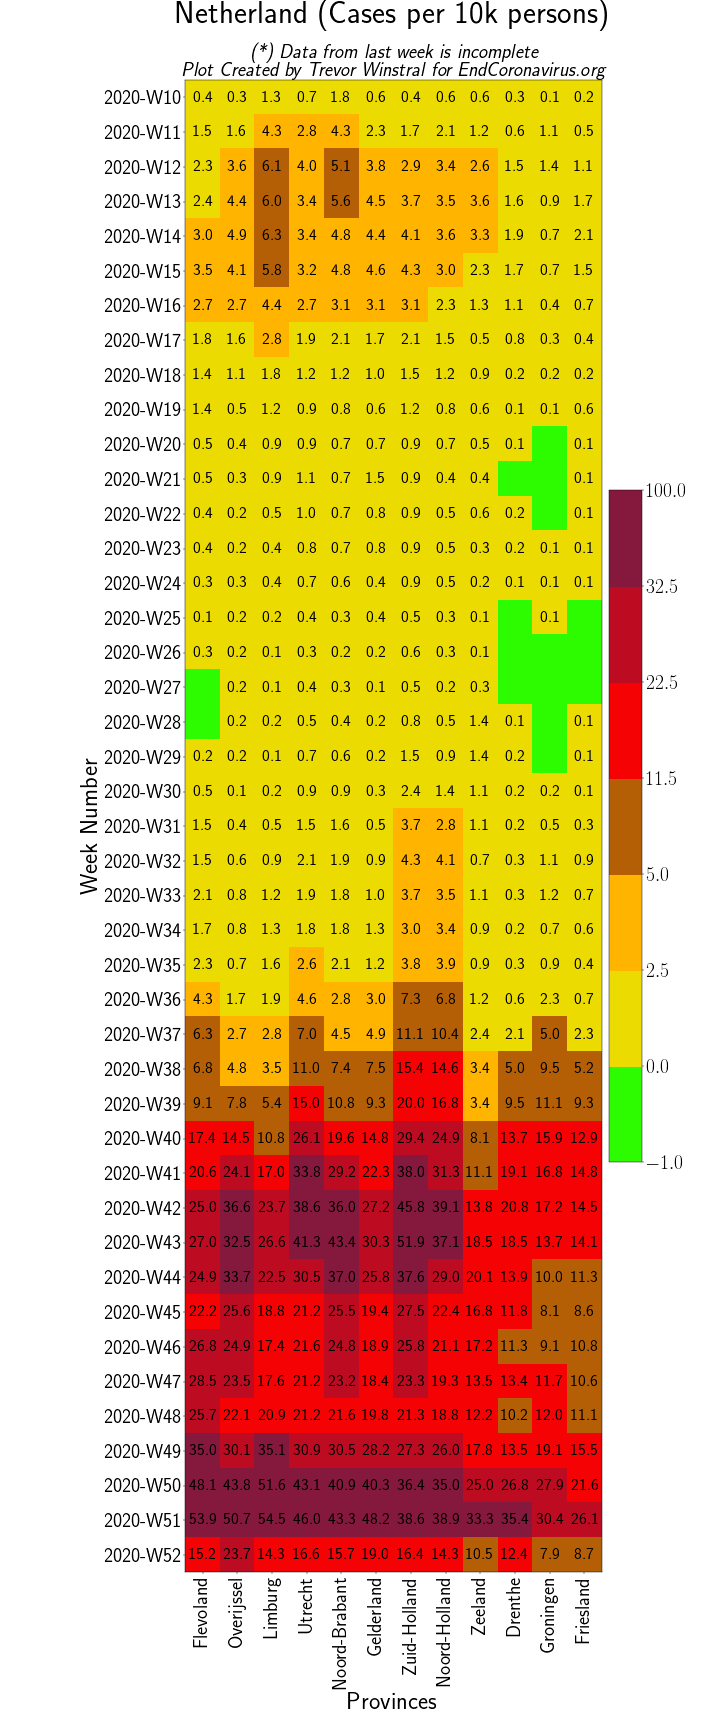 Netherland (Cases per 10k persons)
(*) Data from last week is incomplete
Plot Created by Trevor Winstral for EndCoronavirus.org
2020-W10 0.4 0.3 1.3 0.7 1.8 0.6 0.4 0.6 0.6 0.3 0.1 0.2
2020-W11 1.5 1.6 4.3 2.8 4.3 2.3 1.7 2.1 1.2 0.6 1.1 0.5
2020-W12 2.3 3.6 6.1 4.0 5.1 3.8 2.9 3.4 2.6 1.5 1.4 1.1
2020-W13 2.4 4.4 6.0 3.4 5.6 4.5 3.7 3.5 3.6 1.6 0.9 1.7
2020-W14 3.0 4.9 6.3 3.4 4.8 4.4 4.1 3.6 3.3 1.9 0.7 2.1
2020-W15 3.5 4.1 5.8 3.2 4.8 4.6 4.3 3.0 2.3 1.7 0.7 1.5
2020-W16 2.7 2.7 4.4 2.7 3.1 3.1 3.1 2.3 1.3 1.1 0.4 0.7
2020-W17 1.8 1.6 2.8 1.9 2.1 1.7 2.1 1.5 0.5 0.8 0.3 0.4
2020-W18 1.4 1.1 1.8 1.2 1.2 1.0 1.5 1.2 0.9 0.2 0.2 0.2
2020-W19 1.4 0.5 1.2 0.9 0.8 0.6 1.2 0.8 0.6 0.1 0.1 0.6
2020-W20 0.5 0.4 0.9 0.9 0.7 0.7 0.9 0.7 0.5 0.1 0.1
2020-W21 0.5 0.3 0.9 1.1 0.7 1.5 0.9 0.4 0.4 0.1
2020-W22 0.4 0.2 0.5 1.0 0.7 0.8 0.9 0.5 0.6 0.2 0.1
2020-W23 0.4 0.2 0.4 0.8 0.7 0.8 0.9 0.5 0.3 0.2 0.1 0.1
2020-W24 0.3 0.3 0.4 0.7 0.6 0.4 0.9 0.5 0.2 0.1 0.1 0.1
2020-W25 0.1 0.2 0.2 0.4 0.3 0.4 0.5 0.3 0.1 0.1
2020-W26 0.3 0.2 0.1 0.3 0.2 0.2 0.6 0.3 0.1
2020-W27 0.2 0.1 0.4 0.3 0.1 0.5 0.2 0.3
2020-W28 0.2 0.2 0.5 0.4 0.2 0.8 0.5 1.4 0.1 0.1
2020-W29 0.2 0.2 0.1 0.7 0.6 0.2 1.5 0.9 1.4 0.2 0.1
2020-W30 0.5 0.1 0.2 0.9 0.9 0.3 2.4 1.4 1.1 0.2 0.2 0.1
2020-W31 1.5 0.4 0.5 1.5 1.6 0.5 3.7 2.8 1.1 0.2 0.5 0.3
2020-W32 1.5 0.6 0.9 2.1 1.9 0.9 4.3 4.1 0.7 0.3 1.1 0.9
2020-W33 2.1 0.8 1.2 1.9 1.8 1.0 3.7 3.5 1.1 0.3 1.2 0.7
2020-W34 1.7 0.8 1.3 1.8 1.8 1.3 3.0 3.4 0.9 0.2 0.7 0.6
2020-W35 2.3 0.7 1.6 2.6 2.1 1.2 3.8 3.9 0.9 0.3 0.9 0.4
2020-W36 4.3 1.7 1.9 4.6 2.8 3.0 7.3 6.8 1.2 0.6 2.3 0.7
2020-W37 6.3 2.7 2.8 7.0 4.5 4.9 11.1 10.4 2.4 2.1 5.0 2.3
2020-W38 6.8 4.8 3.5 11.0 7.4 7.5 15.4 14.6 3.4 5.0 9.5 5.2
2020-W39 9.1 7.8 5.4 15.0 10.8 9.3 20.0 16.8 3.4 9.5 11.1 9.3
2020-W40 17.4 14.5 10.8 26.1 19.6 14.8 29.4 24.9 8.1 13.7 15.9 12.9
2020-W41 20.6 24.1 17.0 33.8 29.2 22.3 38.0 31.3 11.1 19.1 16.8 14.8
2020-W42 25.0 36.6 23.7 38.6 36.0 27.2 45.8 39.1 13.8 20.8 17.2 14.5
2020-W43 27.0 32.5 26.6 41.3 43.4 30.3 51.9 37.1 18.5 18.5 13.7 14.1
2020-W44 24.9 33.7 22.5 30.5 37.0 25.8 37.6 29.0 20.1 13.9 10.0 11.3
2020-W45 22.2 25.6 18.8 21.2 25.5 19.4 27.5 22.4 16.8 11.8 8.1 8.6
2020-W46 26.8 24.9 17.4 21.6 24.8 18.9 25.8 21.1 17.2 11.3 9.1 10.8
2020-W47 28.5 23.5 17.6 21.2 23.2 18.4 23.3 19.3 13.5 13.4 11.7 10.6
2020-W48 25.7 22.1 20.9 21.2 21.6 19.8 21.3 18.8 12.2 10.2 12.0 11.1
2020-W49 35.0 30.1 35.1 30.9 30.5 28.2 27.3 26.0 17.8 13.5 19.1 15.5
2020-W50 48.1 43.8 51.6 43.1 40.9 40.3 36.4 35.0 25.0 26.8 27.9 21.6
2020-W51 53.9 50.7 54.5 46.0 43.3 48.2 38.6 38.9 33.3 35.4 30.4 26.1
2020-W52 15.2 23.7 14.3 16.6 15.7 19.0 16.4 14.3 10.5 12.4 7.9 8.7
Week Number
Flevoland
Overijssel
Limburg
Utrecht
Noord-Brabant
Gelderland
Zuid-Holland
Noord-Holland
Zeeland
Drenthe
Groningen
Friesland
Provinces
100.0
32.5
22.5
11.5
5.0
2.5
0.0
−1.0